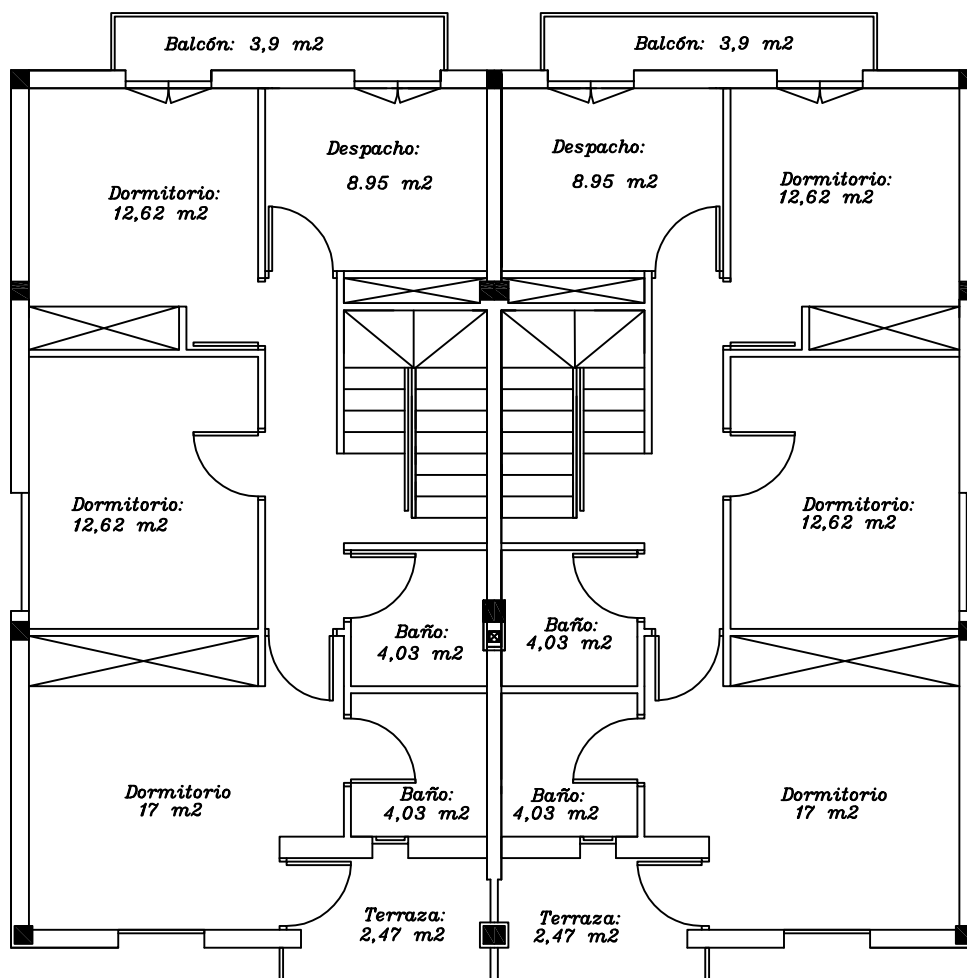 Balcón: 3,9 m2
Balcón: 3,9 m2
Despacho:
8.95 m2
Despacho:
8.95 m2
Dormitorio:
12,62 m2
Dormitorio:
12,62 m2
Dormitorio:
12,62 m2
Dormitorio:
12,62 m2
Baño:
4,03 m2
Baño:
4,03 m2
Dormitorio
17 m2
Baño:
4,03 m2
Baño:
4,03 m2
Dormitorio
17 m2
Terraza:
2,47 m2
Terraza:
2,47 m2